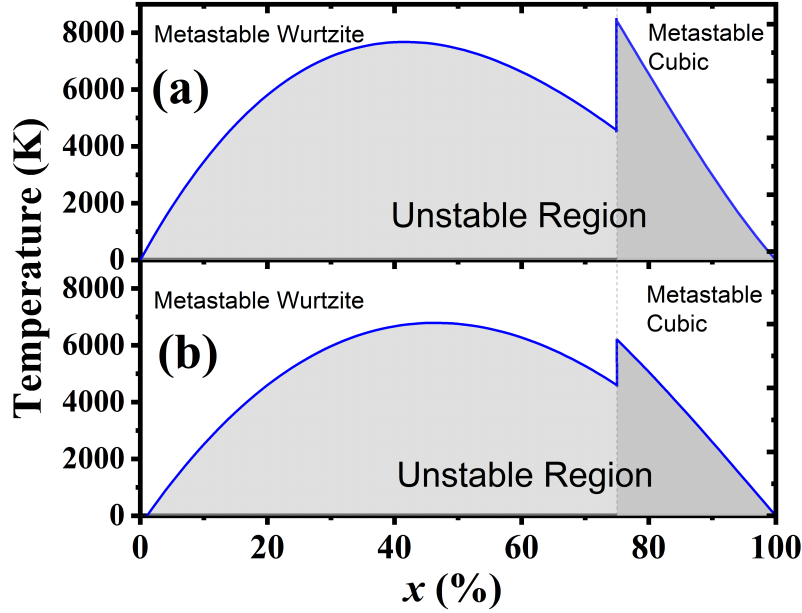 8000
6000
4000
2000
0
Metastable Wurtzite
Metastable
Cubic
(a)
Unstable Region
8000
6000
4000
2000
0
Metastable Wurtzite
Metastable
Cubic
(b)
Unstable Region
0
20
40
60
80
100
Temperature (K)
x (%)